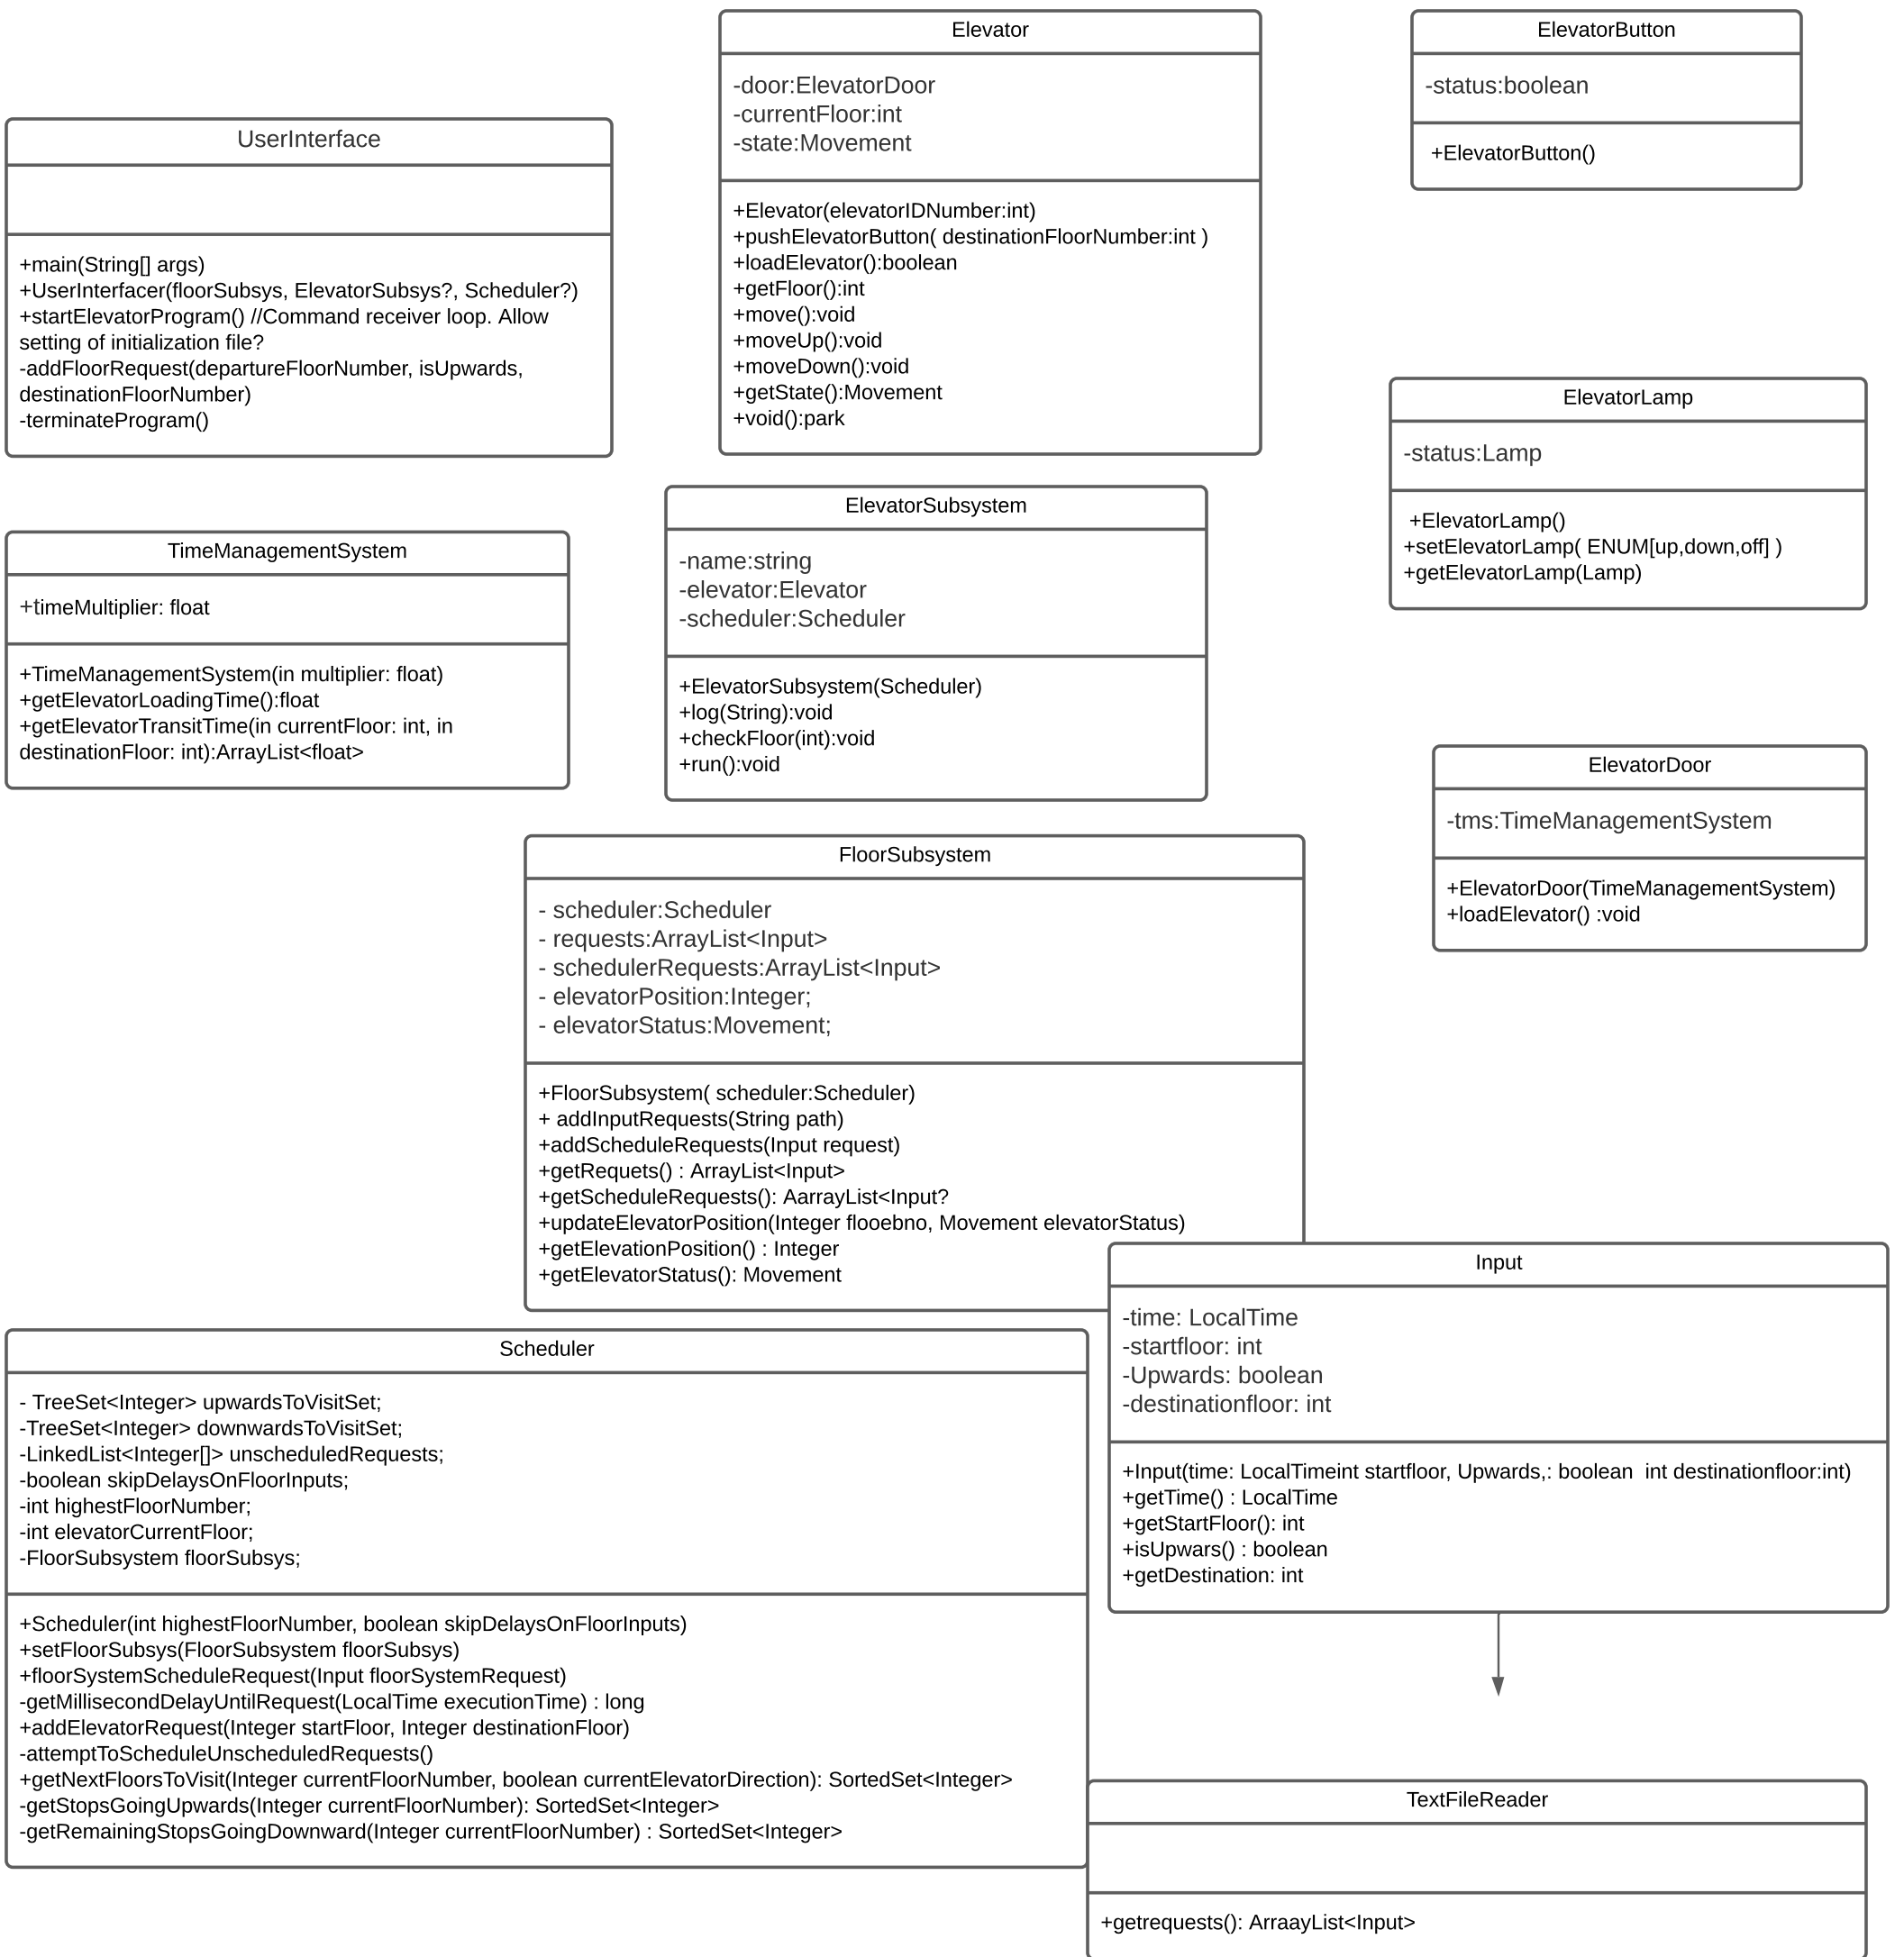 Elevator
-door:ElevatorDoor
-currentFloor:int
-state:Movement
+Elevator(elevatorIDNumber:int)
+pushElevatorButton( destinationFloorNumber:int )
+loadElevator():boolean
+getFloor():int
+move():void
+moveUp():void
+moveDown():void
+getState():Movement
+void():park
ElevatorButton
-status:boolean
+ElevatorButton()
UserInterface
+main(String[] args)
+UserInterfacer(floorSubsys, ElevatorSubsys?, Scheduler?)
+startElevatorProgram() //Command receiver loop. Allow
setting of initialization file?
-addFloorRequest(departureFloorNumber, isUpwards,
destinationFloorNumber)
-terminateProgram()
ElevatorLamp
-status:Lamp
+ElevatorLamp()
+setElevatorLamp( ENUM[up,down,off] )
+getElevatorLamp(Lamp)
ElevatorSubsystem
-name:string
-elevator:Elevator
-scheduler:Scheduler
+ElevatorSubsystem(Scheduler)
+log(String):void
+checkFloor(int):void
+run():void
TimeManagementSystem
+timeMultiplier: float
+TimeManagementSystem(in multiplier: float)
+getElevatorLoadingTime():float
+getElevatorTransitTime(in currentFloor: int, in
destinationFloor: int):ArrayList<float>
ElevatorDoor
-tms:TimeManagementSystem
+ElevatorDoor(TimeManagementSystem)
+loadElevator() :void
FloorSubsystem
- scheduler:Scheduler
- requests:ArrayList<Input>
- schedulerRequests:ArrayList<Input>
- elevatorPosition:Integer;
- elevatorStatus:Movement;
+FloorSubsystem( scheduler:Scheduler)
+ addInputRequests(String path)
+addScheduleRequests(Input request)
+getRequets() : ArrayList<Input>
+getScheduleRequests(): AarrayList<Input?
+updateElevatorPosition(Integer flooebno, Movement elevatorStatus)
+getElevationPosition() : Integer
+getElevatorStatus(): Movement
Input
-time: LocalTime
-startfloor: int
-Upwards: boolean
-destinationfloor: int
+Input(time: LocalTimeint startfloor, Upwards,: boolean  int destinationfloor:int)
+getTime() : LocalTime
+getStartFloor(): int
+isUpwars() : boolean
+getDestination: int
Scheduler
- TreeSet<Integer> upwardsToVisitSet;
-TreeSet<Integer> downwardsToVisitSet;
-LinkedList<Integer[]> unscheduledRequests;
-boolean skipDelaysOnFloorInputs;
-int highestFloorNumber;
-int elevatorCurrentFloor;
-FloorSubsystem floorSubsys;
+Scheduler(int highestFloorNumber, boolean skipDelaysOnFloorInputs)
+setFloorSubsys(FloorSubsystem floorSubsys)
+floorSystemScheduleRequest(Input floorSystemRequest)
-getMillisecondDelayUntilRequest(LocalTime executionTime) : long
+addElevatorRequest(Integer startFloor, Integer destinationFloor)
-attemptToScheduleUnscheduledRequests()
+getNextFloorsToVisit(Integer currentFloorNumber, boolean currentElevatorDirection): SortedSet<Integer>
-getStopsGoingUpwards(Integer currentFloorNumber): SortedSet<Integer>
-getRemainingStopsGoingDownward(Integer currentFloorNumber) : SortedSet<Integer>
TextFileReader
+getrequests(): ArraayList<Input>